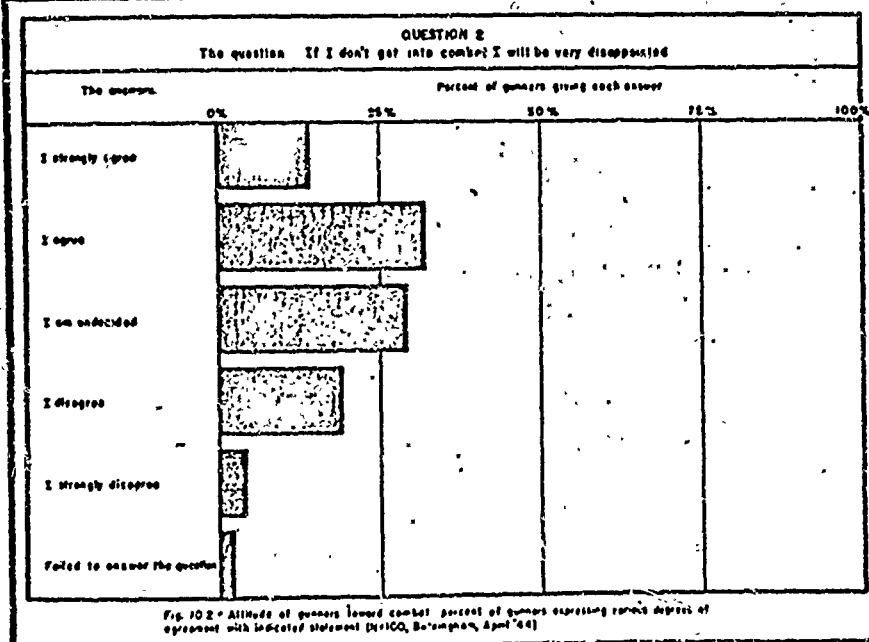 QUESTION 2
The question If I don't get into combat I will be very disappointed
The answers. Percent of gunners giving each answer
0% 25% 50% 75% 100%
I strongly agree
I agree
I am undecided
I disagree
I strongly disagree
Failed to answer the question
Fig. 10.2 - Attitude of gunners toward combat: percent of gunners expressing various degrees of
agreement with indicated statement April '44)